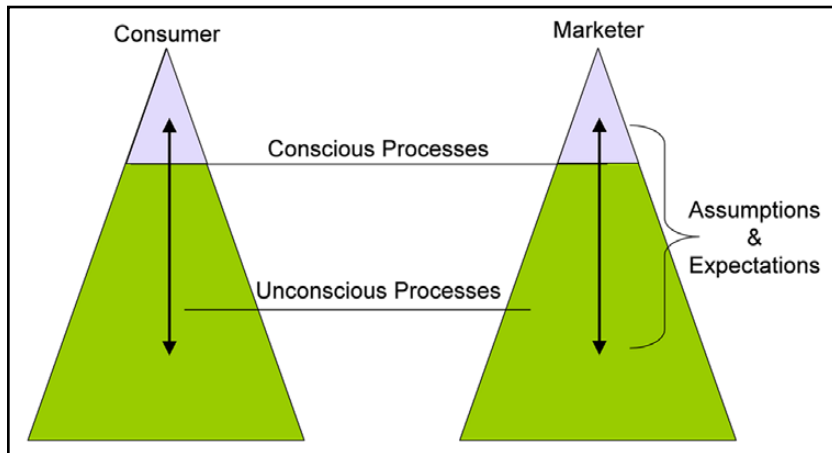 Consumer
Marketer
Conscious Processes
Assumptions
&
Expectations
Unconscious Processes